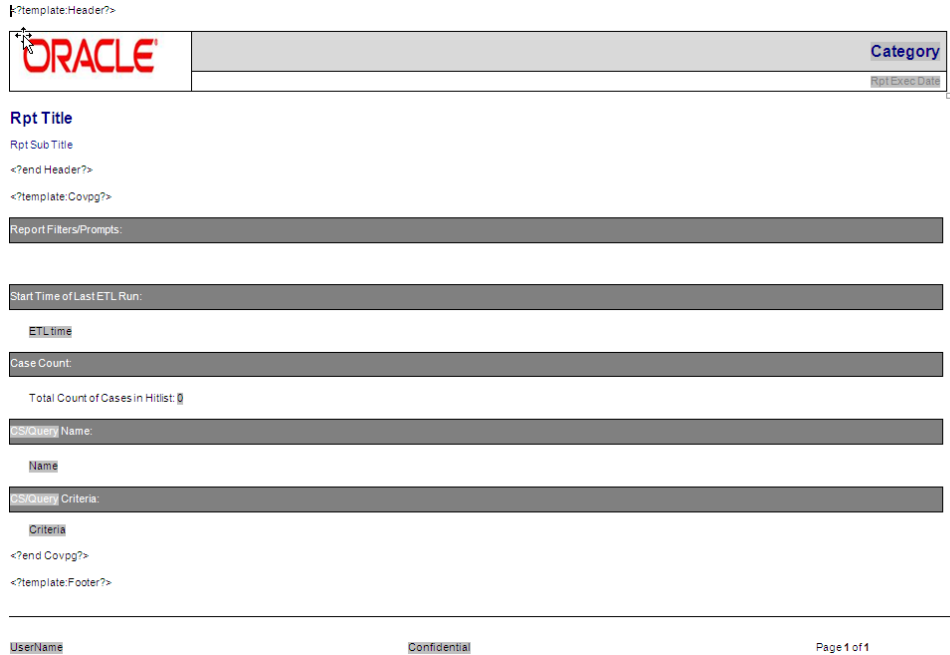 <?template:Header?>
ORACLE
Category
Rpt Exec Date
Rpt Title
Rpt Sub Title
<?end Header?>
<?template:Covpg?>
Report Filters/Prompts:
Start Time of Last ETL Run:
ETL time
Case Count:
Total Count of Cases in Hitlist: 0
CS/Query Name:
Name
CS/Query Criteria:
Criteria
<?end Covpg?>
<?template:Footer?>
UserName Confidential Page 1 of 1